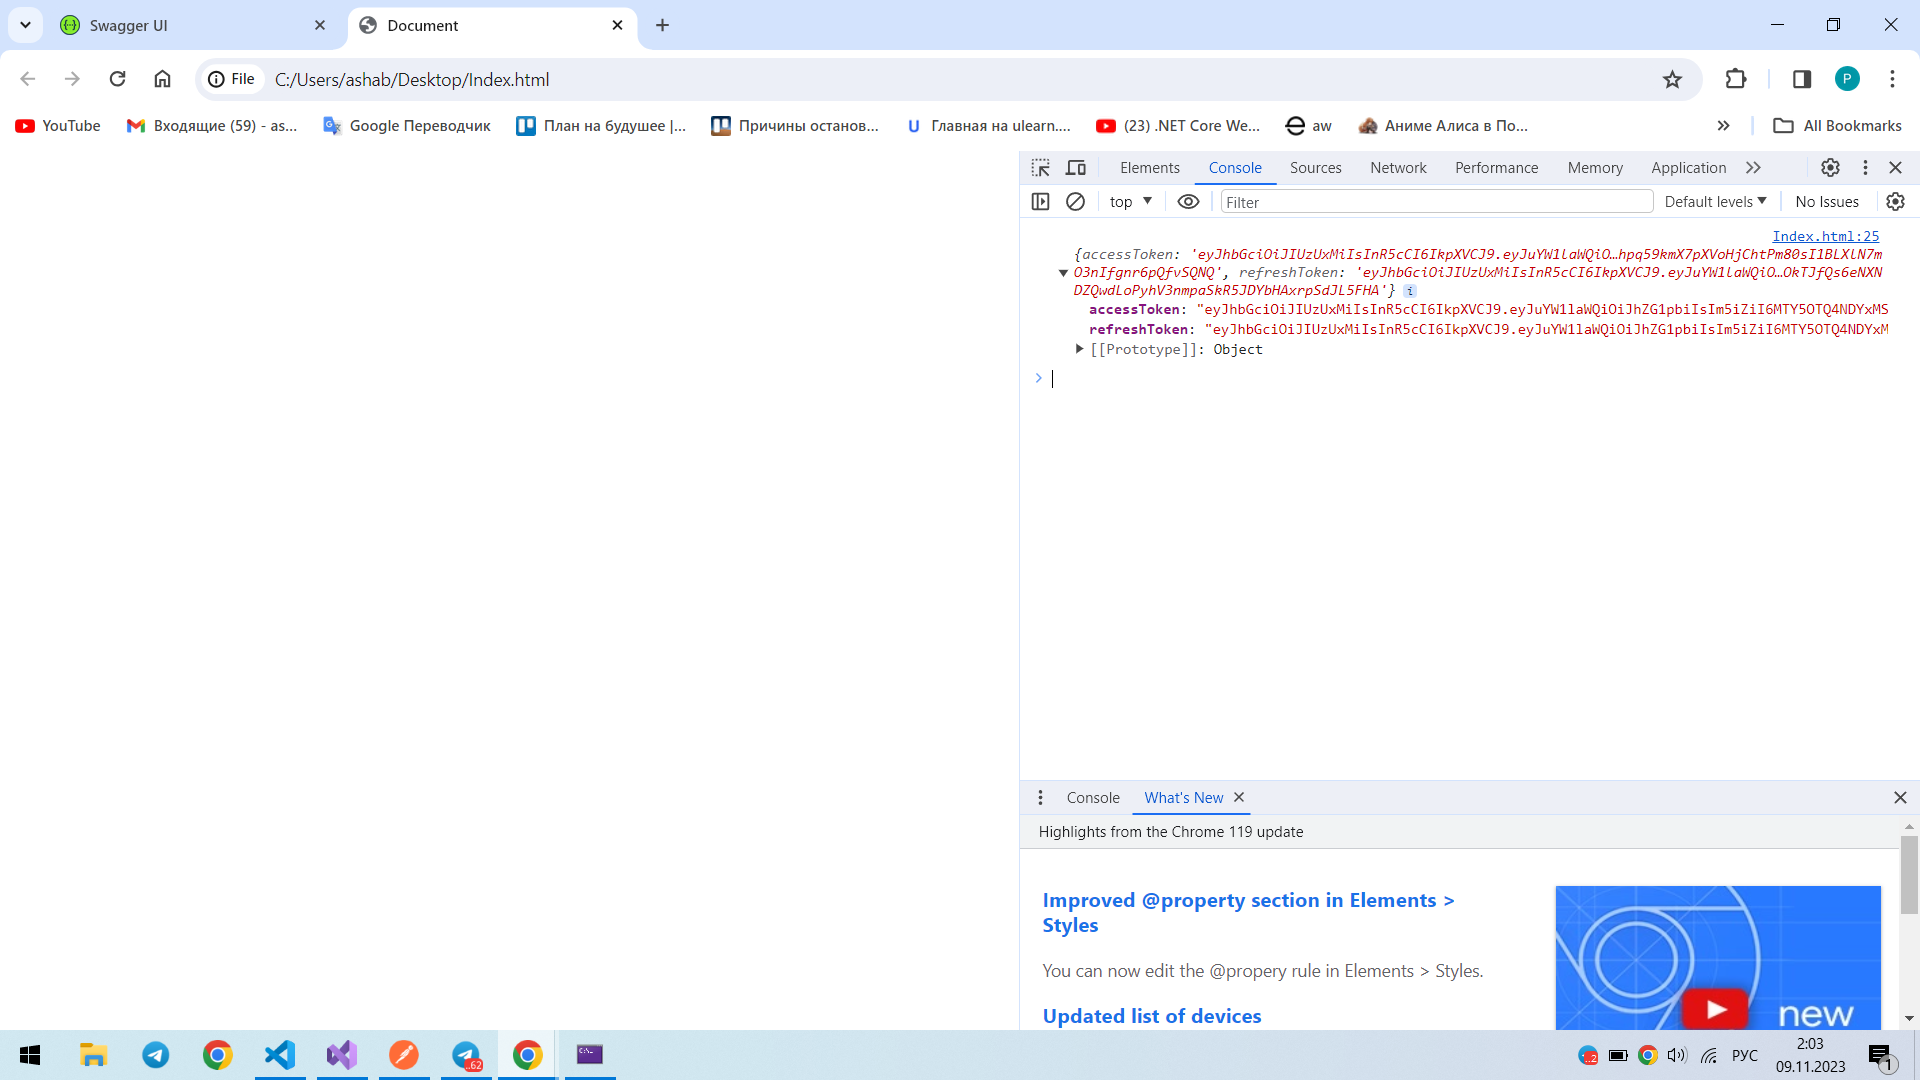 Swagger UI
Document
File
C:/Users/ashab/Desktop/Index.html
YouTube
Входящие (59) - as...
Google Переводчик
План на будушее |...
Причины останов...
Главная на ulearn....
(23) .NET Core We...
aw
Аниме Алиса в По...
All Bookmarks
Elements
Console
Sources
Network
Performance
Memory
Application
top
Filter
Default levels
No Issues
Index.html:25
{accessToken: 'eyJhbGciOiJIUzUxMiIsInR5cCI6IkpXVCJ9.eyJuYW1laWQiO…hpq59kmX7pXVoHjChtPm80sI1BLXlN7m
O3nIfgnr6pQfvSQNQ', refreshToken: 'eyJhbGciOiJIUzUxMiIsInR5cCI6IkpXVCJ9.eyJuYW1laWQiO…OkTJfQs6eNXN
DZQwdLoPyhV3nmpaSkR5JDYbHAxrpSdJL5FHA'}
accessToken: "eyJhbGciOiJIUzUxMiIsInR5cCI6IkpXVCJ9.eyJuYW1laWQiOiJhZG1pbiIsIm5iZiI6MTY5OTQ4NDYxMS
refreshToken: "eyJhbGciOiJIUzUxMiIsInR5cCI6IkpXVCJ9.eyJuYW1laWQiOiJhZG1pbiIsIm5iZiI6MTY5OTQ4NDYxM
[[Prototype]]: Object
Console
What's New
Highlights from the Chrome 119 update
Improved @property section in Elements >
Styles
You can now edit the @propery rule in Elements > Styles.
Updated list of devices
new
РУС
2:03
09.11.2023